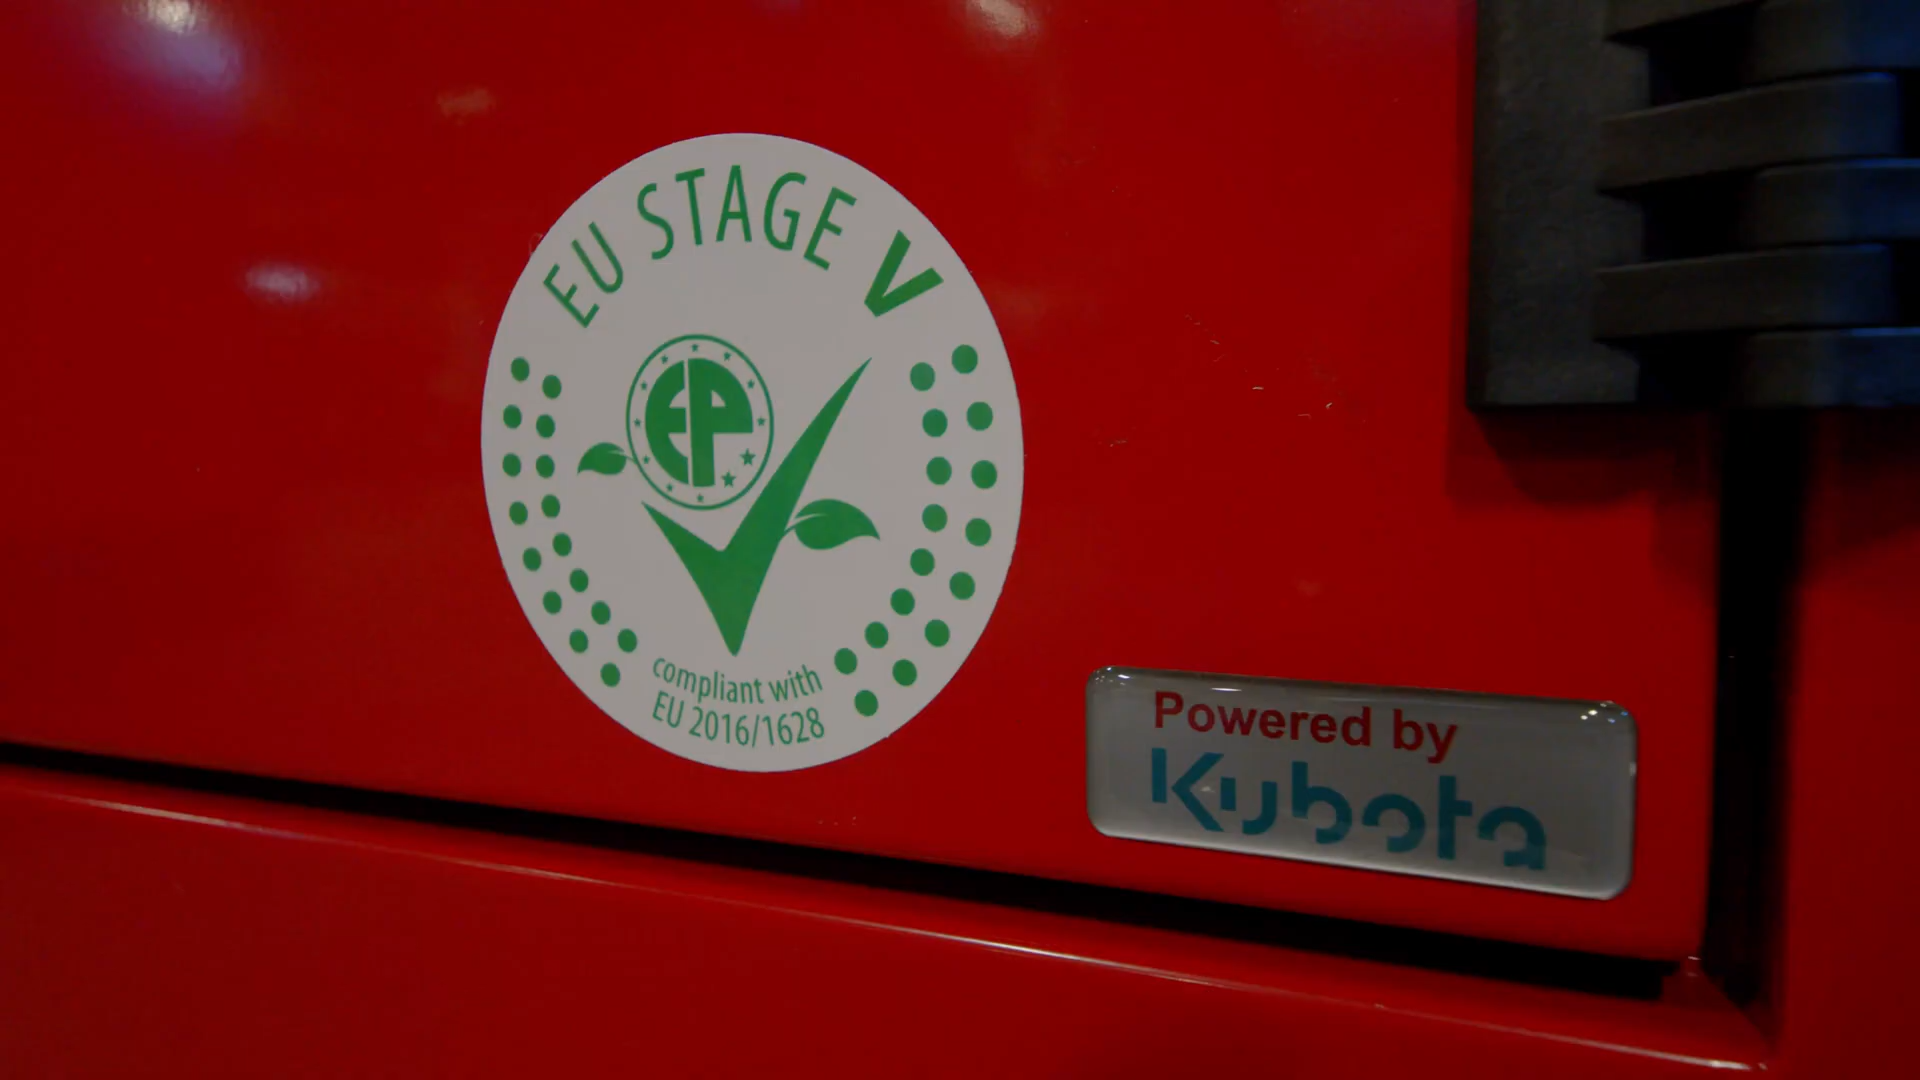 EU STAGE V
EP
compliant with
EU 2016/1628
Powered by
Kubota